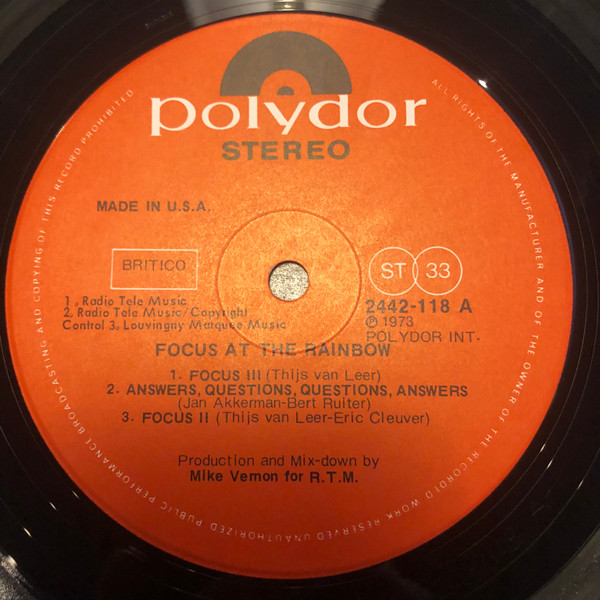 polydor
STEREO
ALL RIGHTS OF THE MANUFACTURER AND OF THE OWNER OF THE RECORDED WORK RESERVED UNAUTHORIZED PUBLIC PERFORMANCE BROADCASTING AND COPYING OF THIS RECORD PROHIBITED
MADE IN U.S.A.
BRITICO
ST 33
1. Radio Tele Music
2. Radio Tele Music/Copyright
Control 3. Louvingny Marquee Music
2442-118 A
℗ 1973
POLYDOR INT.
FOCUS AT THE RAINBOW
1. FOCUS III (Thijs van Leer)
2. ANSWERS, QUESTIONS, QUESTIONS, ANSWERS
(Jan Akkerman-Bert Ruiter)
3. FOCUS II (Thijs van Leer-Eric Cleuver)
Production and Mix-down by
Mike Vernon for R.T.M.